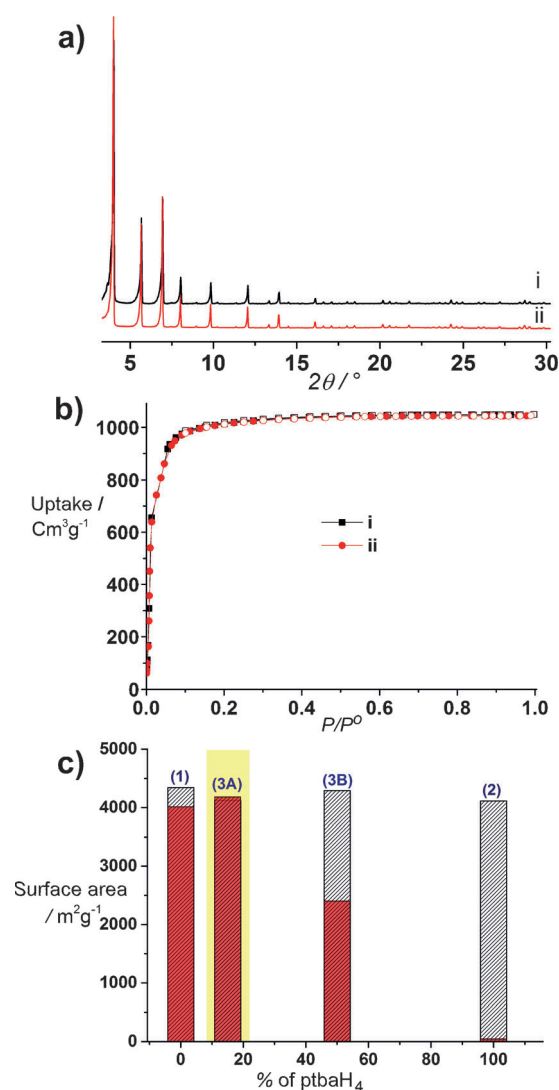 a)
i
ii
5 10 15 20 25 30
2θ / °
b)
1000
800
600
400
200
0
Uptake /
Cm³g⁻¹
i
ii
0.0 0.2 0.4 0.6 0.8 1.0
P/P⁰
c)
5000
4000
3000
2000
1000
0
(1)
(3A)
(3B)
(2)
Surface area
/ m²g⁻¹
0 20 40 60 80 100
% of ptbaH₄